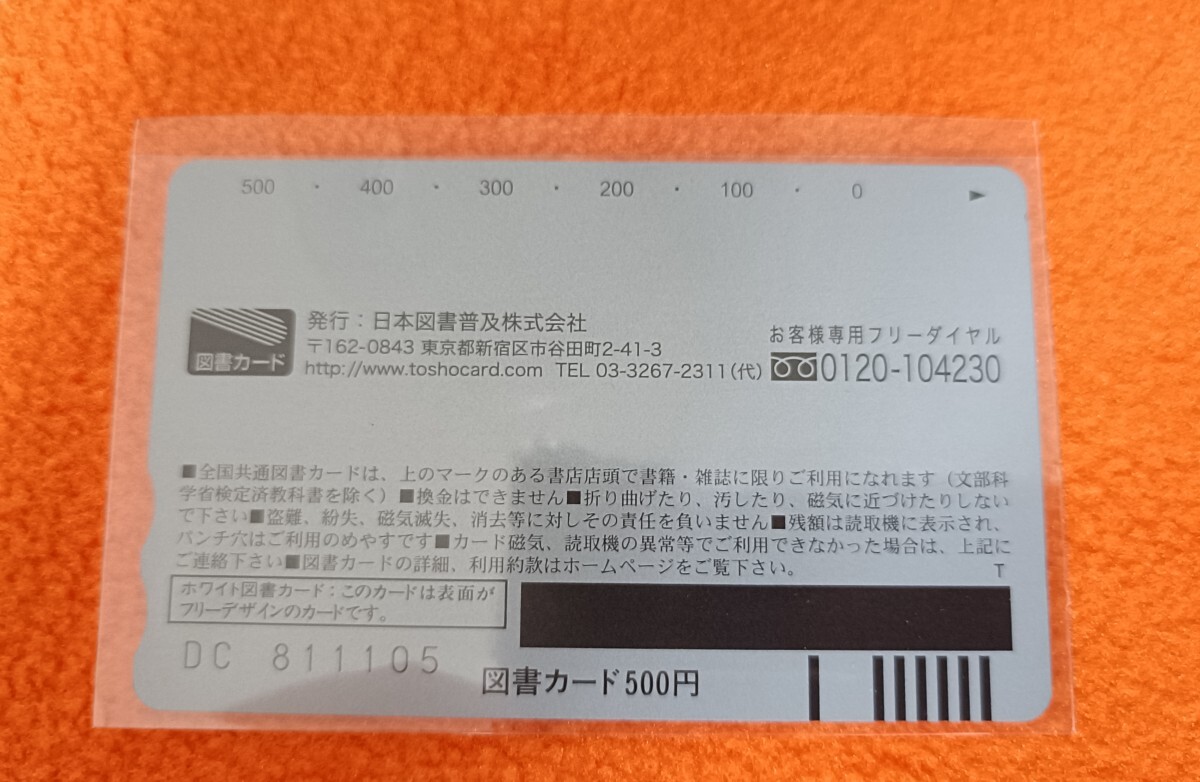 500 ・ 400 ・ 300 ・ 200 ・ 100 ・ 0 ▶
図書カード
発行：日本図書普及株式会社
〒162-0843 東京都新宿区市谷田町2-41-3
http://www.toshocard.com TEL 03-3267-2311（代）
お客様専用フリーダイヤル
0120-104230
■全国共通図書カードは、上のマークのある書店店頭で書籍・雑誌に限りご利用になれます（文部科
学省検定済教科書を除く）■換金はできません■折り曲げたり、汚したり、磁気に近づけたりしない
で下さい■盗難、紛失、磁気滅失、消去等に対しその責任を負いません■残額は読取機に表示され、
パンチ穴はご利用のめやすです■カード磁気、読取機の異常等でご利用できなかった場合は、上記に
ご連絡下さい■図書カードの詳細、利用約款はホームページをご覧下さい。
T
ホワイト図書カード：このカードは表面が
フリーデザインのカードです。
DC 811105
図書カード500円